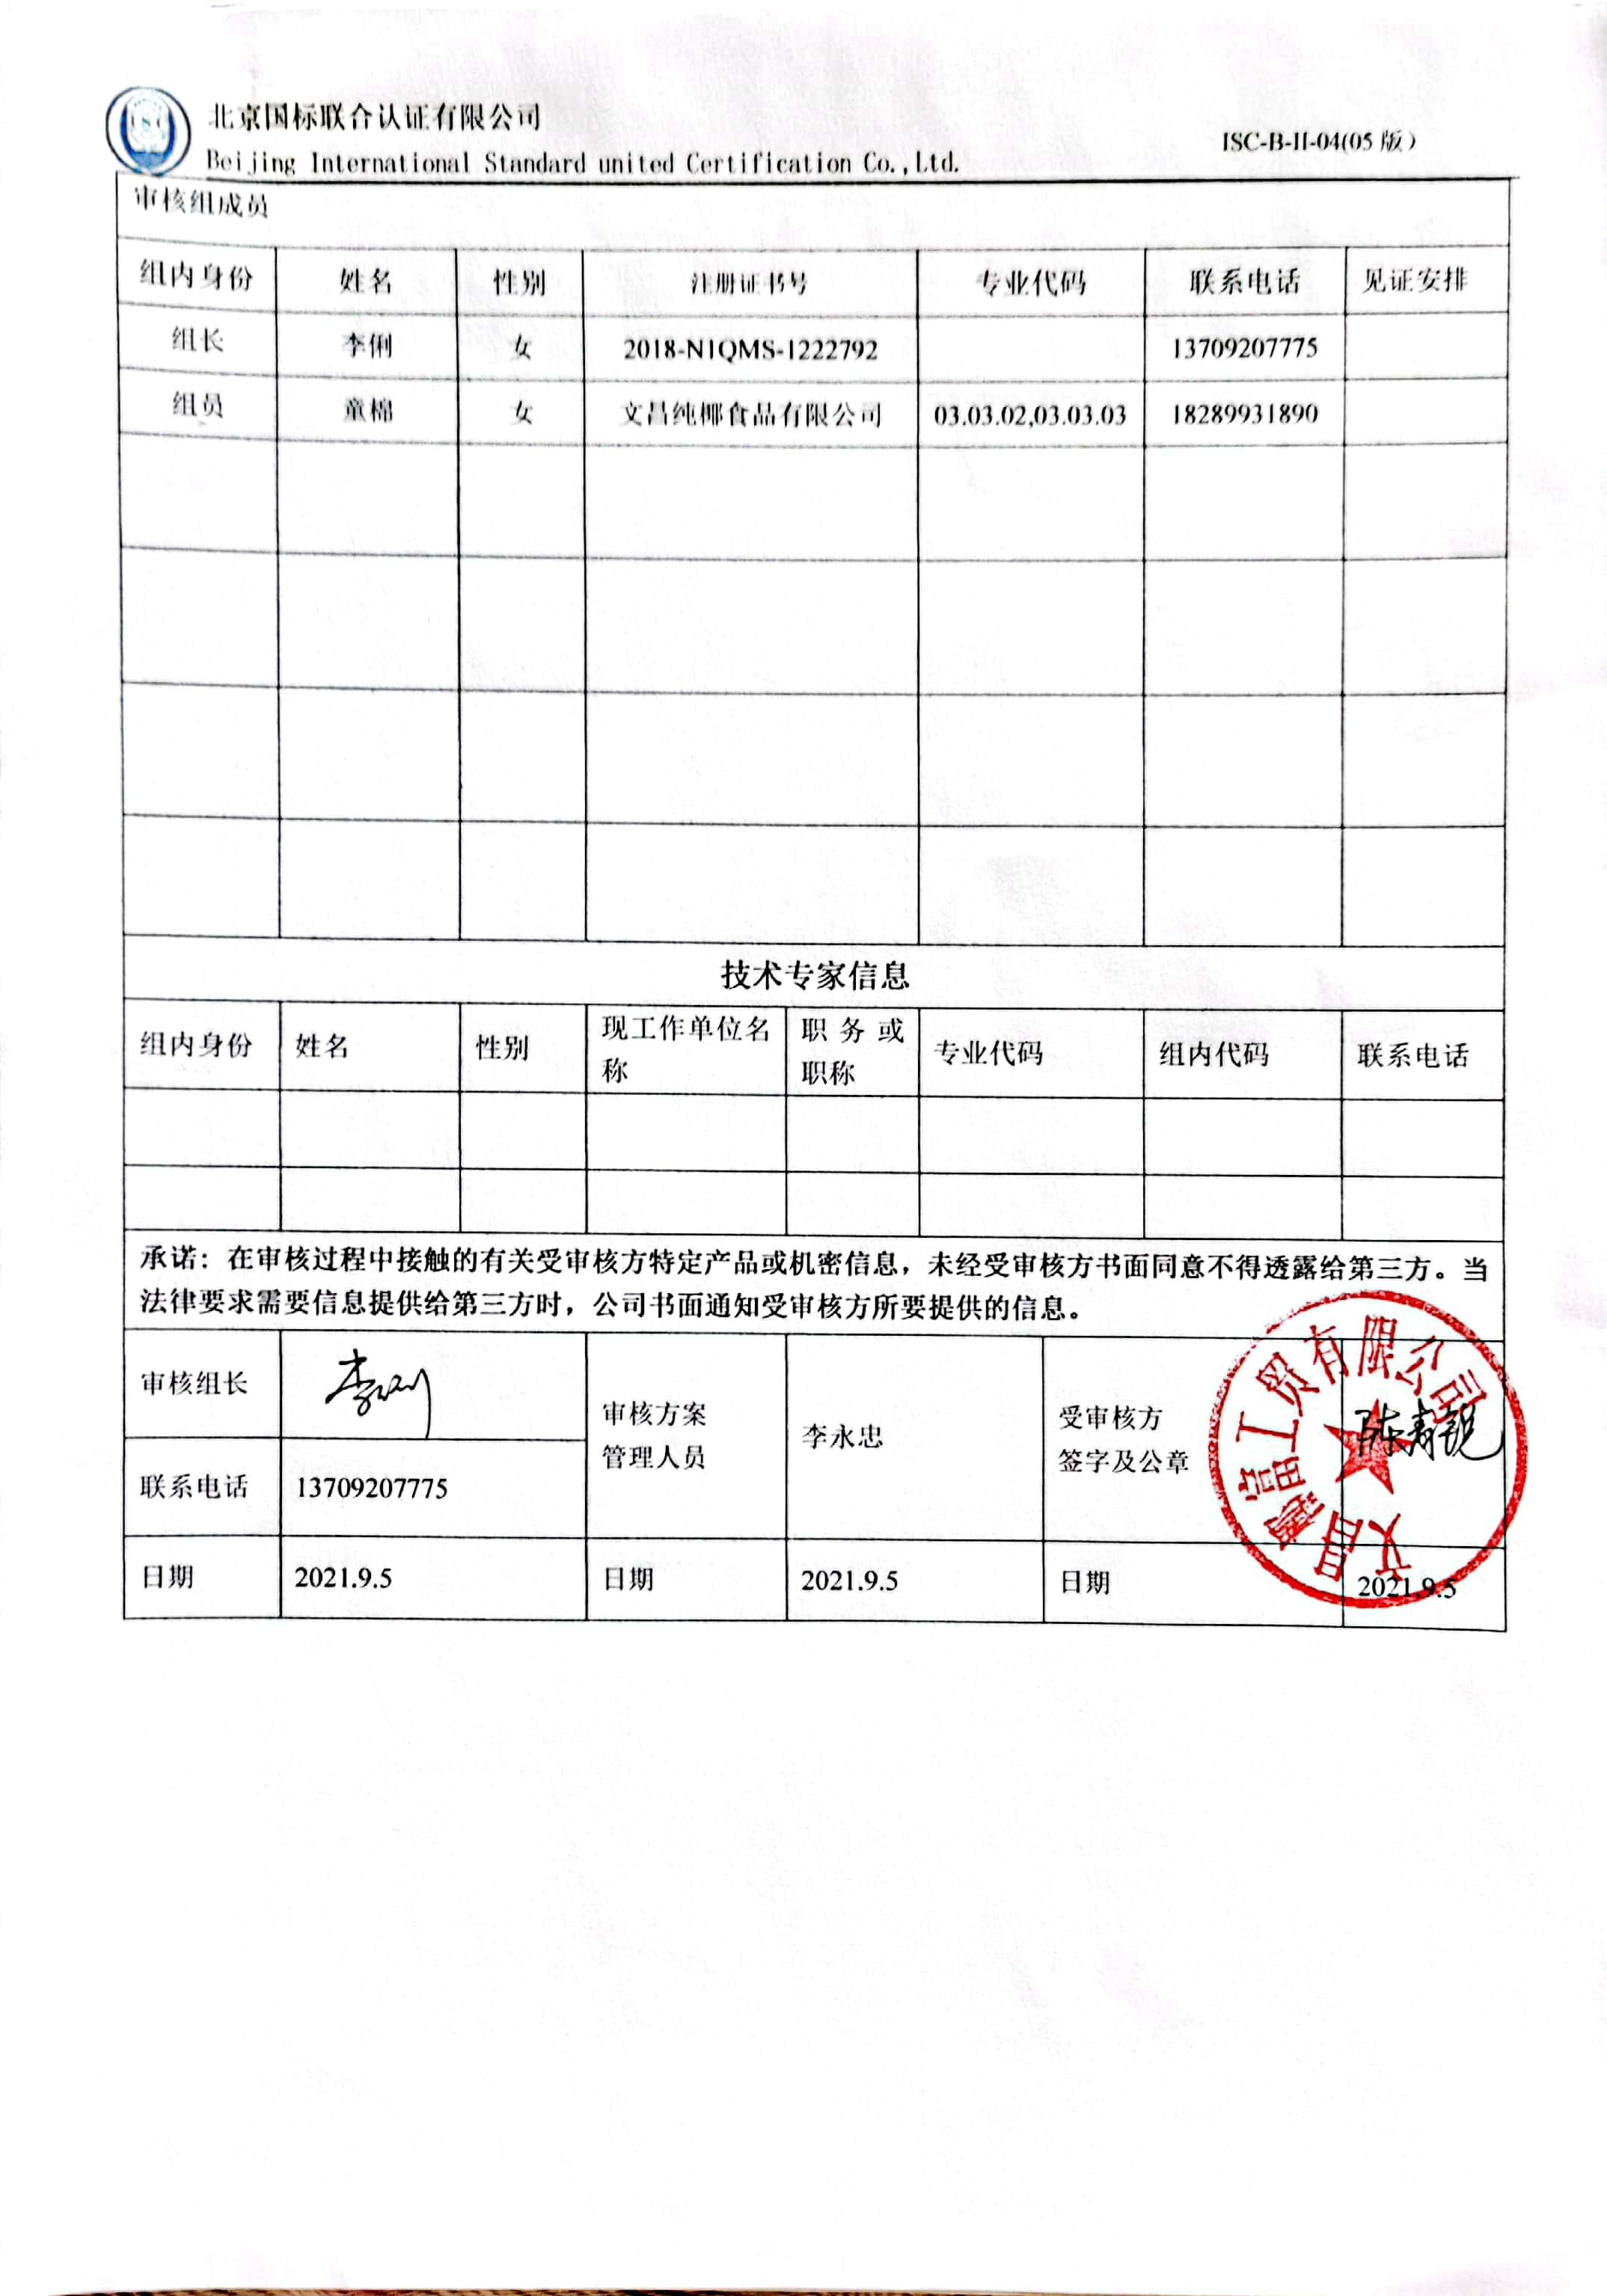 北京国标联合认证有限公司
Beijing International Standard united Certification Co.,Ltd.
ISC-B-II-04(05 版)
审核组成员
组内身份 姓名 性别 注册证书号 专业代码 联系电话 见证安排
组长 李俐 女 2018-N1QMS-1222792 13709207775
组员 童棉 女 文昌纯椰食品有限公司 03.03.02,03.03.03 18289931890
技术专家信息
组内身份 姓名 性别 现工作单位名称 职务或职称 专业代码 组内代码 联系电话
承诺：在审核过程中接触的有关受审核方特定产品或机密信息，未经受审核方书面同意不得透露给第三方。当
法律要求需要信息提供给第三方时，公司书面通知受审核方所要提供的信息。
审核组长 李俐 审核方案 李永忠 受审核方
管理人员 签字及公章
联系电话 13709207775
日期 2021.9.5 日期 2021.9.5 日期 2021.9.5
文昌 富工贸有限公司